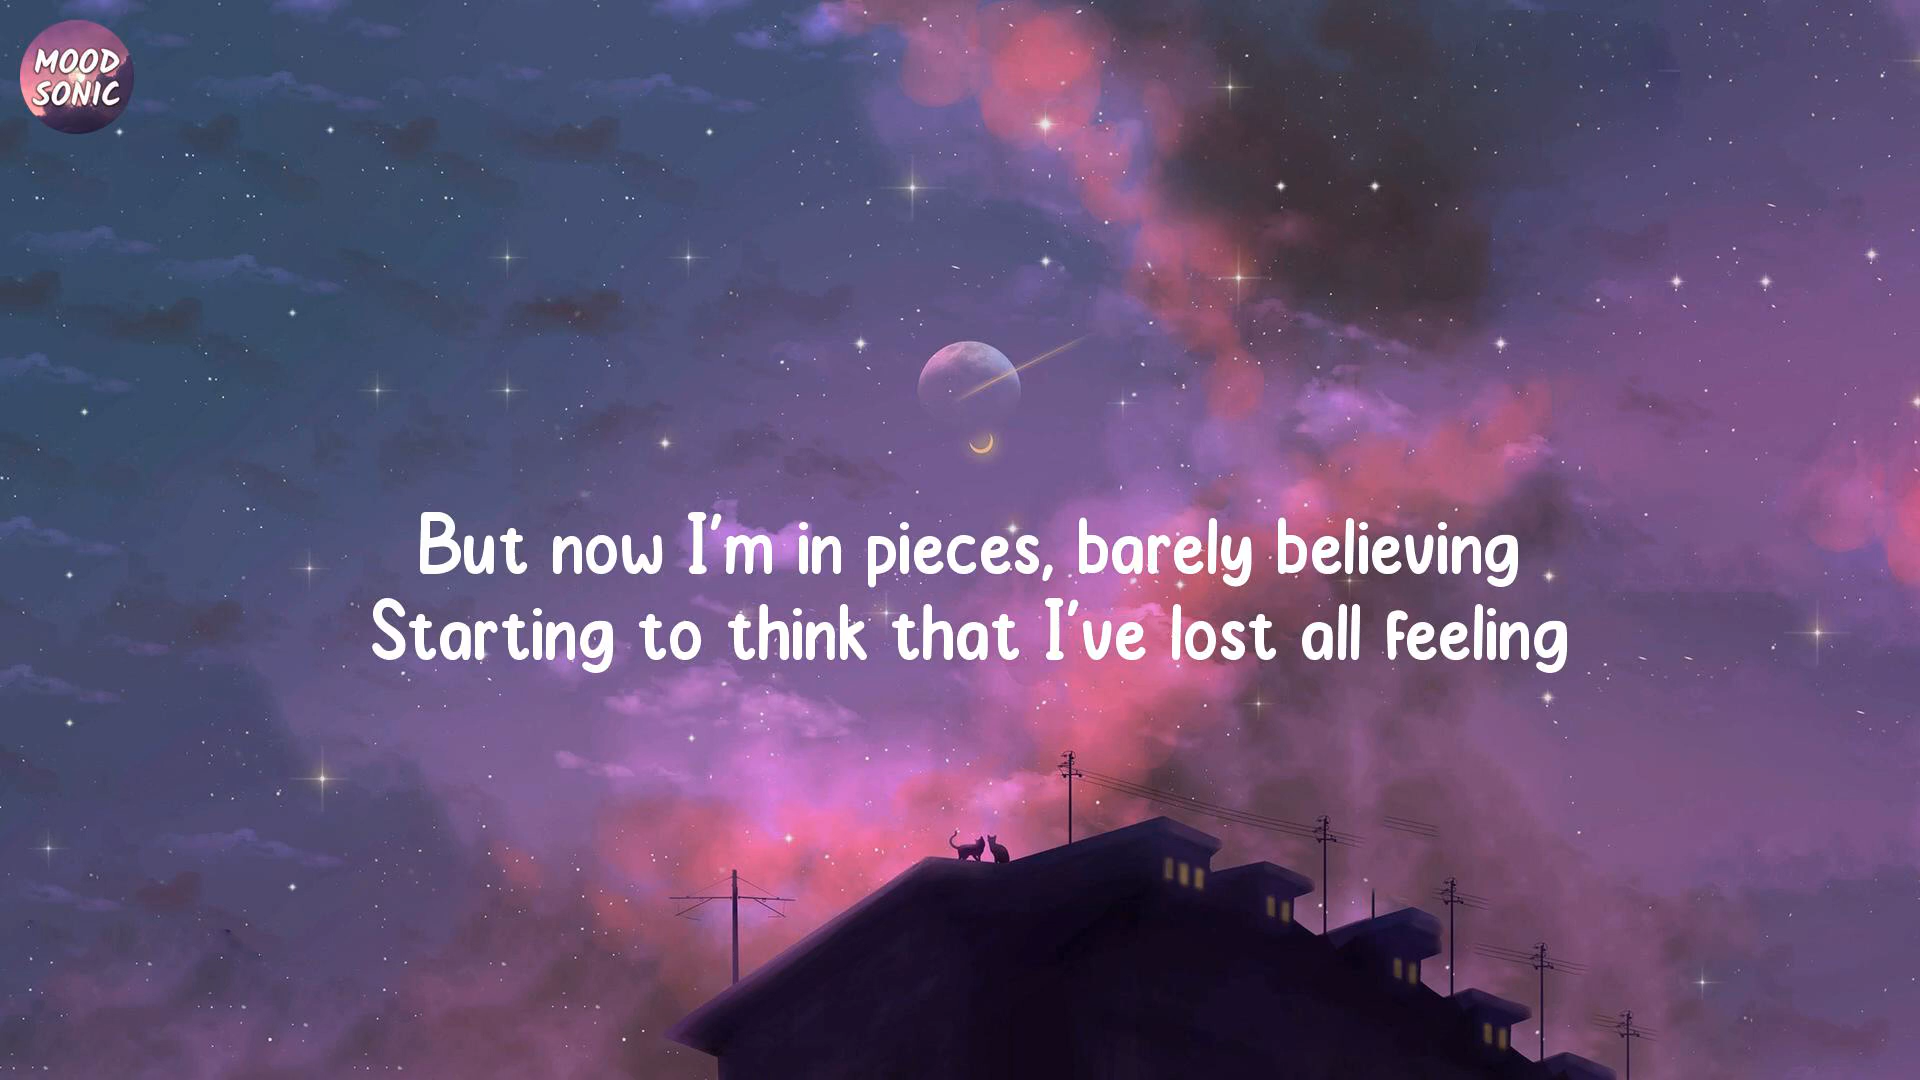 MOOD
SONIC
But now I'm in pieces, barely believing
Starting to think that I've lost all feeling